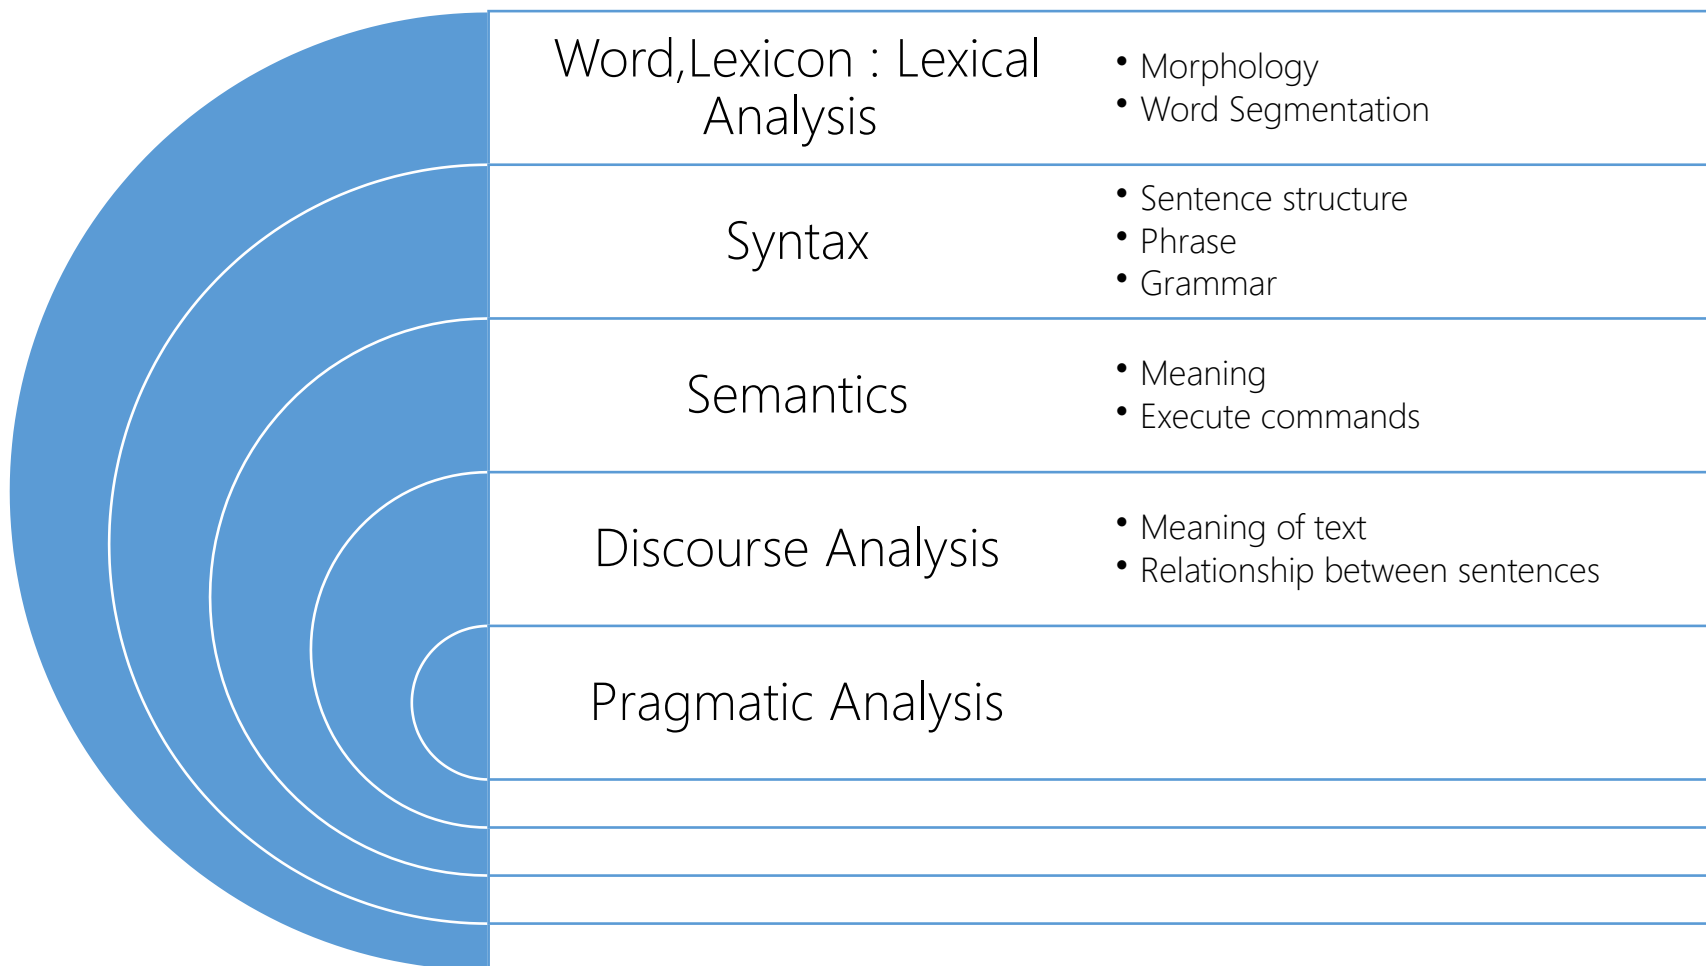 Word,Lexicon : Lexical
Analysis
• Morphology
• Word Segmentation
Syntax
• Sentence structure
• Phrase
• Grammar
Semantics
• Meaning
• Execute commands
Discourse Analysis
• Meaning of text
• Relationship between sentences
Pragmatic Analysis